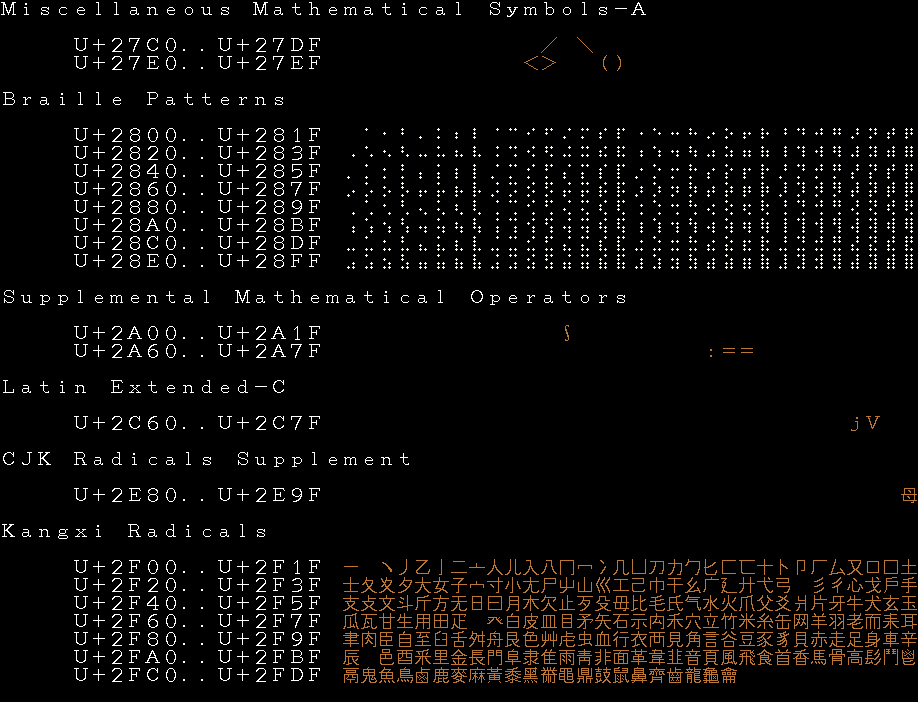 Miscellaneous Mathematical Symbols-A
U+27C0..U+27DF ╱ ╲
U+27E0..U+27EF <> ()
Braille Patterns
U+2800..U+281F ⠀⠁⠂⠃⠄⠅⠆⠇⠈⠉⠊⠋⠌⠍⠎⠏⠐⠑⠒⠓⠔⠕⠖⠗⠘⠙⠚⠛⠜⠝⠞⠟
U+2820..U+283F ⠠⠡⠢⠣⠤⠥⠦⠧⠨⠩⠪⠫⠬⠭⠮⠯⠰⠱⠲⠳⠴⠵⠶⠷⠸⠹⠺⠻⠼⠽⠾⠿
U+2840..U+285F ⡀⡁⡂⡃⡄⡅⡆⡇⡈⡉⡊⡋⡌⡍⡎⡏⡐⡑⡒⡓⡔⡕⡖⡗⡘⡙⡚⡛⡜⡝⡞⡟
U+2860..U+287F ⡠⡡⡢⡣⡤⡥⡦⡧⡨⡩⡪⡫⡬⡭⡮⡯⡰⡱⡲⡳⡴⡵⡶⡷⡸⡹⡺⡻⡼⡽⡾⡿
U+2880..U+289F ⢀⢁⢂⢃⢄⢅⢆⢇⢈⢉⢊⢋⢌⢍⢎⢏⢐⢑⢒⢓⢔⢕⢖⢗⢘⢙⢚⢛⢜⢝⢞⢟
U+28A0..U+28BF ⢠⢡⢢⢣⢤⢥⢦⢧⢨⢩⢪⢫⢬⢭⢮⢯⢰⢱⢲⢳⢴⢵⢶⢷⢸⢹⢺⢻⢼⢽⢾⢿
U+28C0..U+28DF ⣀⣁⣂⣃⣄⣅⣆⣇⣈⣉⣊⣋⣌⣍⣎⣏⣐⣑⣒⣓⣔⣕⣖⣗⣘⣙⣚⣛⣜⣝⣞⣟
U+28E0..U+28FF ⣠⣡⣢⣣⣤⣥⣦⣧⣨⣩⣪⣫⣬⣭⣮⣯⣰⣱⣲⣳⣴⣵⣶⣷⣸⣹⣺⣻⣼⣽⣾⣿
Supplemental Mathematical Operators
U+2A00..U+2A1F
U+2A60..U+2A7F :==
Latin Extended-C
U+2C60..U+2C7F jV
CJK Radicals Supplement
U+2E80..U+2E9F 母
Kangxi Radicals
U+2F00..U+2F1F 一 丶丿乙亅二亠人儿入八冂冖冫几凵刀力勹匕匚匸十卜卩厂厶又口囗土
U+2F20..U+2F3F 士夂夊夕大女子宀寸小尢尸屮山巛工己巾干幺广廴廾弋弓 彡彳心戈戶手
U+2F40..U+2F5F 支攴文斗斤方无日曰月木欠止歹殳毋比毛氏气水火爪父爻爿片牙牛犬玄玉
U+2F60..U+2F7F 瓜瓦甘生用田疋 癶白皮皿目矛矢石示禸禾穴立竹米糸缶网羊羽老而耒耳
U+2F80..U+2F9F 聿肉臣自至臼舌舛舟艮色艸虍虫血行衣襾見角言谷豆豕豸貝赤走足身車辛
U+2FA0..U+2FBF 辰 邑酉釆里金長門阜隶隹雨靑非面革韋韭音頁風飛食首香馬骨高髟鬥鬯
U+2FC0..U+2FDF 鬲鬼魚鳥鹵鹿麥麻黃黍黑黹黽鼎鼓鼠鼻齊齒龍龜龠